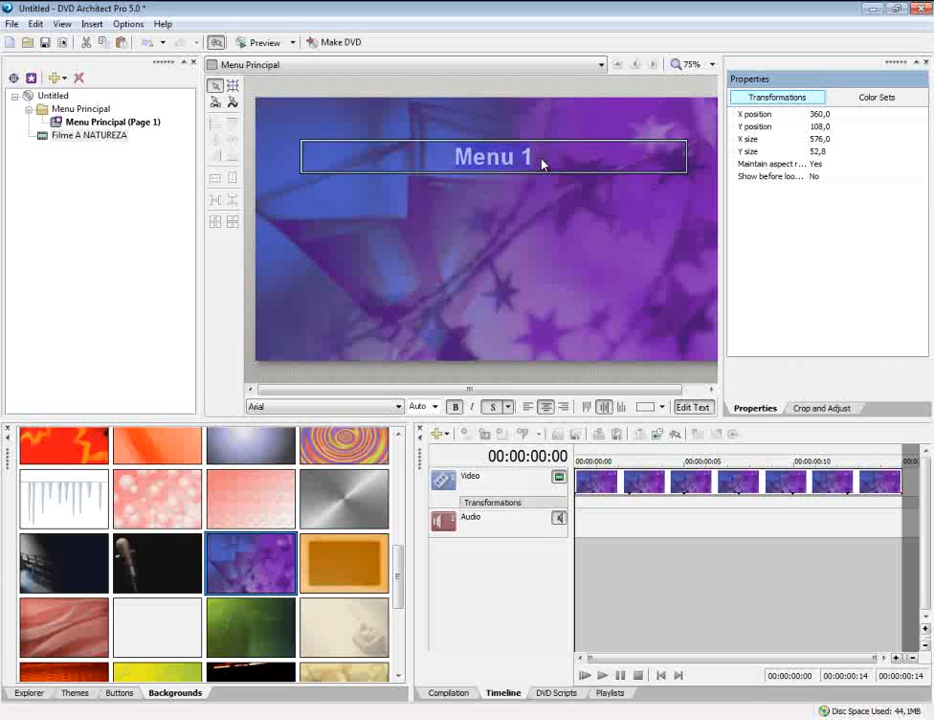 Untitled - DVD Architect Pro 5.0 *
File Edit View Insert Options Help
Preview Make DVD
Menu Principal 75%
Untitled
Menu Principal
Menu Principal (Page 1)
Filme A NATUREZA
Menu 1
Properties
Transformations Color Sets
X position 360,0
Y position 108,0
X size 576,0
Y size 52,8
Maintain aspect r... Yes
Show before loo... No
Arial Auto B I S Edit Text
Properties Crop and Adjust
00:00:00:00
00:00:00:00 00:00:00:05 00:00:00:10 00:0
Video
Transformations
Audio
00:00:00:00 00:00:00:14 00:00:00:14
Explorer Themes Buttons Backgrounds
Compilation Timeline DVD Scripts Playlists
Disc Space Used: 44,1MB